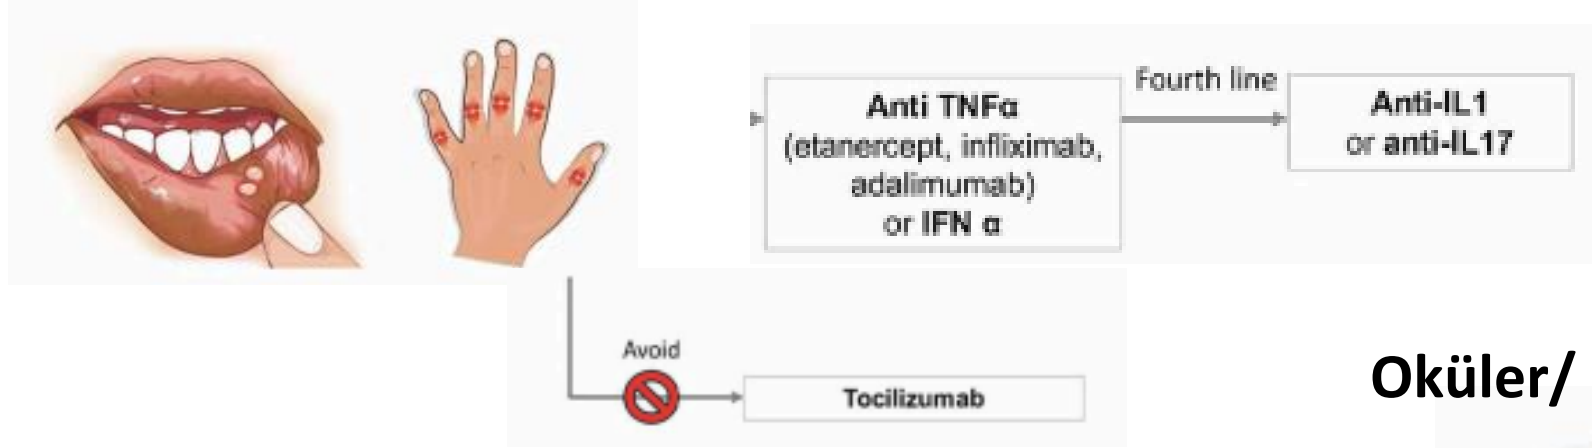 Fourth line
Anti TNFα
(etanercept, infliximab,
adalimumab)
or IFN α
Anti-IL1
or anti-IL17
Avoid
Tocilizumab
Oküler/